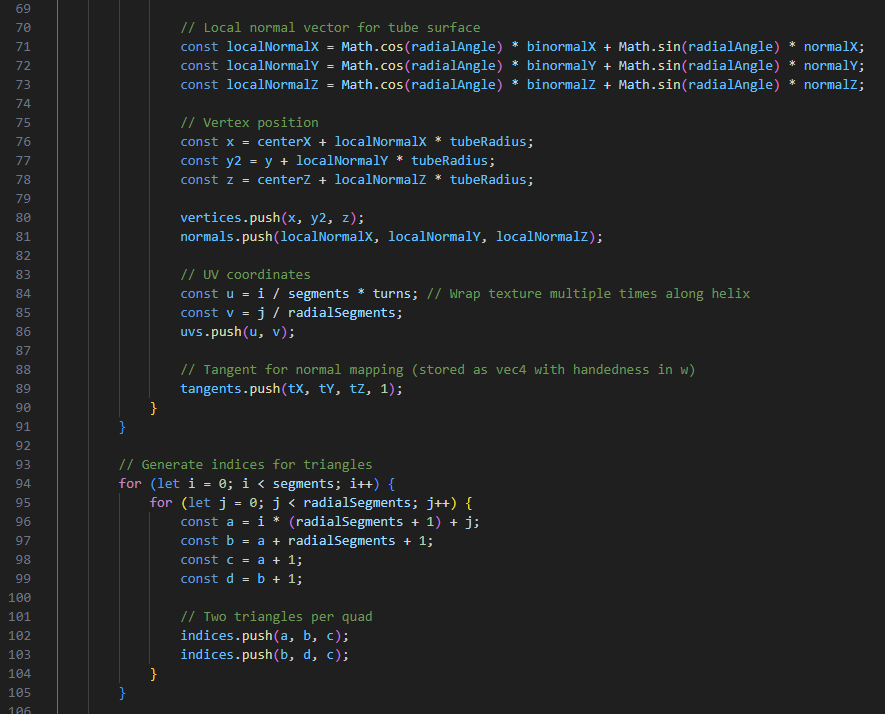 69
70 // Local normal vector for tube surface
71 const localNormalX = Math.cos(radialAngle) * binormalX + Math.sin(radialAngle) * normalX;
72 const localNormalY = Math.cos(radialAngle) * binormalY + Math.sin(radialAngle) * normalY;
73 const localNormalZ = Math.cos(radialAngle) * binormalZ + Math.sin(radialAngle) * normalZ;
74
75 // Vertex position
76 const x = centerX + localNormalX * tubeRadius;
77 const y2 = y + localNormalY * tubeRadius;
78 const z = centerZ + localNormalZ * tubeRadius;
79
80 vertices.push(x, y2, z);
81 normals.push(localNormalX, localNormalY, localNormalZ);
82
83 // UV coordinates
84 const u = i / segments * turns; // Wrap texture multiple times along helix
85 const v = j / radialSegments;
86 uvs.push(u, v);
87
88 // Tangent for normal mapping (stored as vec4 with handedness in w)
89 tangents.push(tX, tY, tZ, 1);
90 }
91 }
92
93 // Generate indices for triangles
94 for (let i = 0; i < segments; i++) {
95 for (let j = 0; j < radialSegments; j++) {
96 const a = i * (radialSegments + 1) + j;
97 const b = a + radialSegments + 1;
98 const c = a + 1;
99 const d = b + 1;
100
101 // Two triangles per quad
102 indices.push(a, b, c);
103 indices.push(b, d, c);
104 }
105 }
106